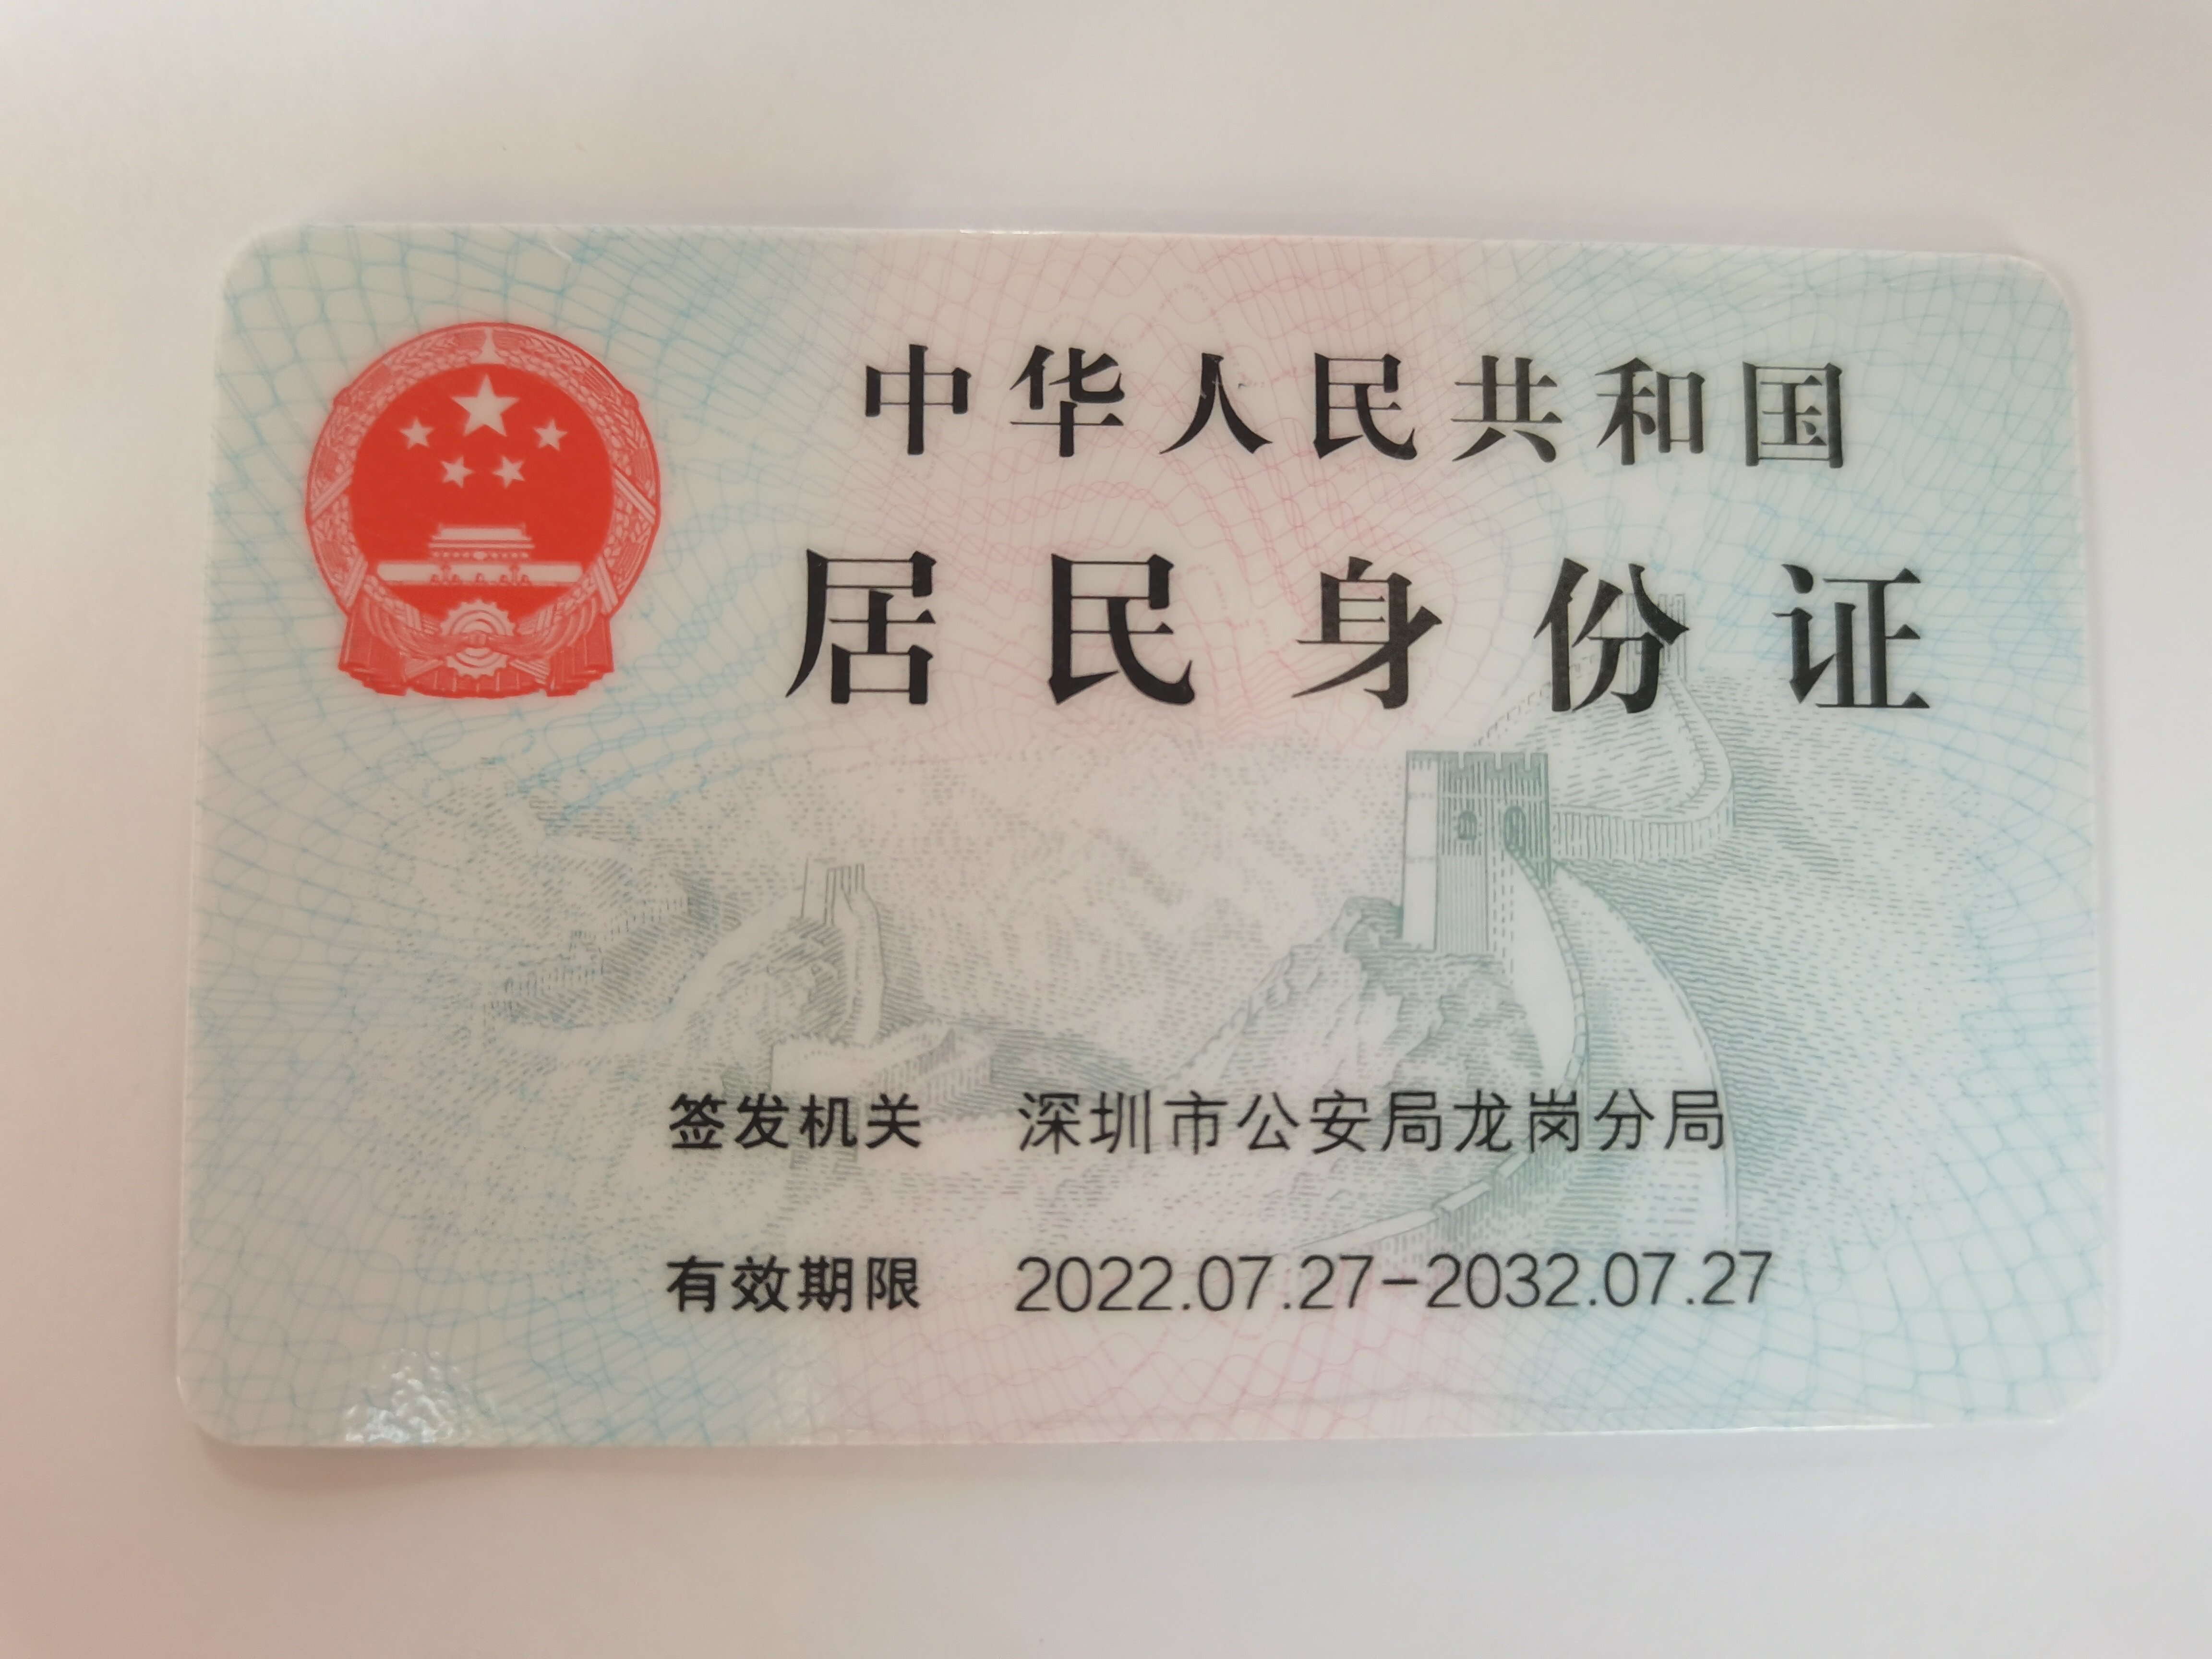 中华人民共和国
居民身份证
签发机关 深圳市公安局龙岗分局
有效期限 2022.07.27-2032.07.27